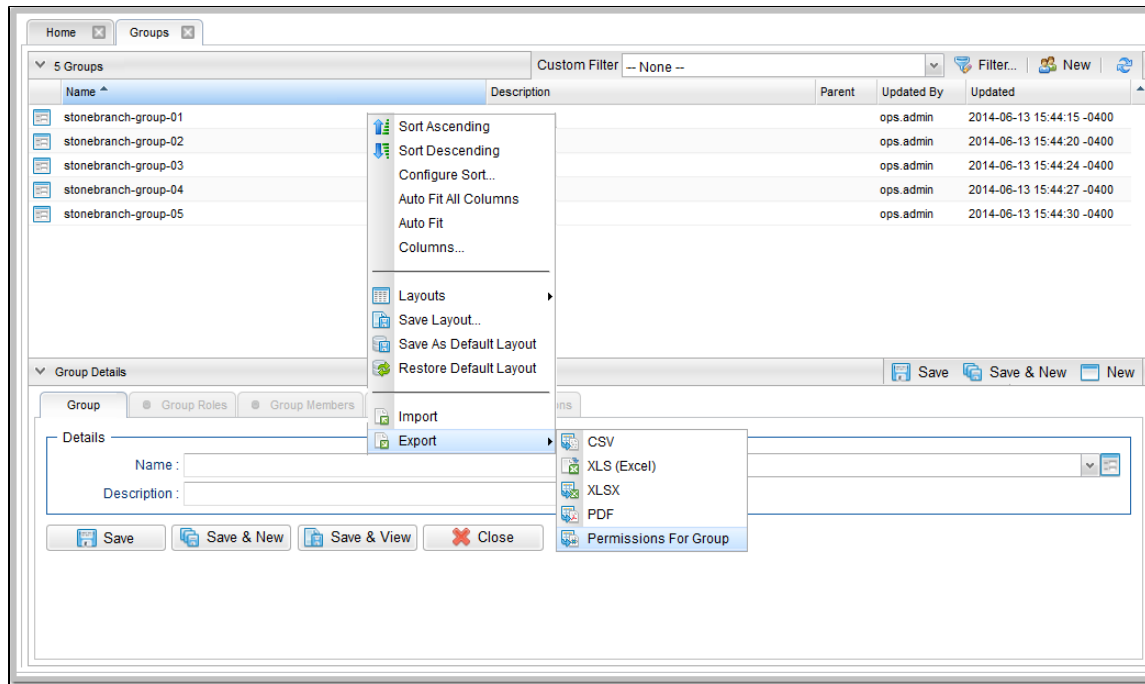 Home Groups
5 Groups Custom Filter -- None -- Filter... New
Name Description Parent Updated By Updated
stonebranch-group-01 ops.admin 2014-06-13 15:44:15 -0400
stonebranch-group-02 ops.admin 2014-06-13 15:44:20 -0400
stonebranch-group-03 ops.admin 2014-06-13 15:44:24 -0400
stonebranch-group-04 ops.admin 2014-06-13 15:44:27 -0400
stonebranch-group-05 ops.admin 2014-06-13 15:44:30 -0400
Sort Ascending
Sort Descending
Configure Sort...
Auto Fit All Columns
Auto Fit
Columns...
Layouts
Save Layout...
Save As Default Layout
Restore Default Layout
Import
Export
CSV
XLS (Excel)
XLSX
PDF
Permissions For Group
Group Details Save Save & New New
Group Group Roles Group Members
Details
Name :
Description :
Save Save & New Save & View Close